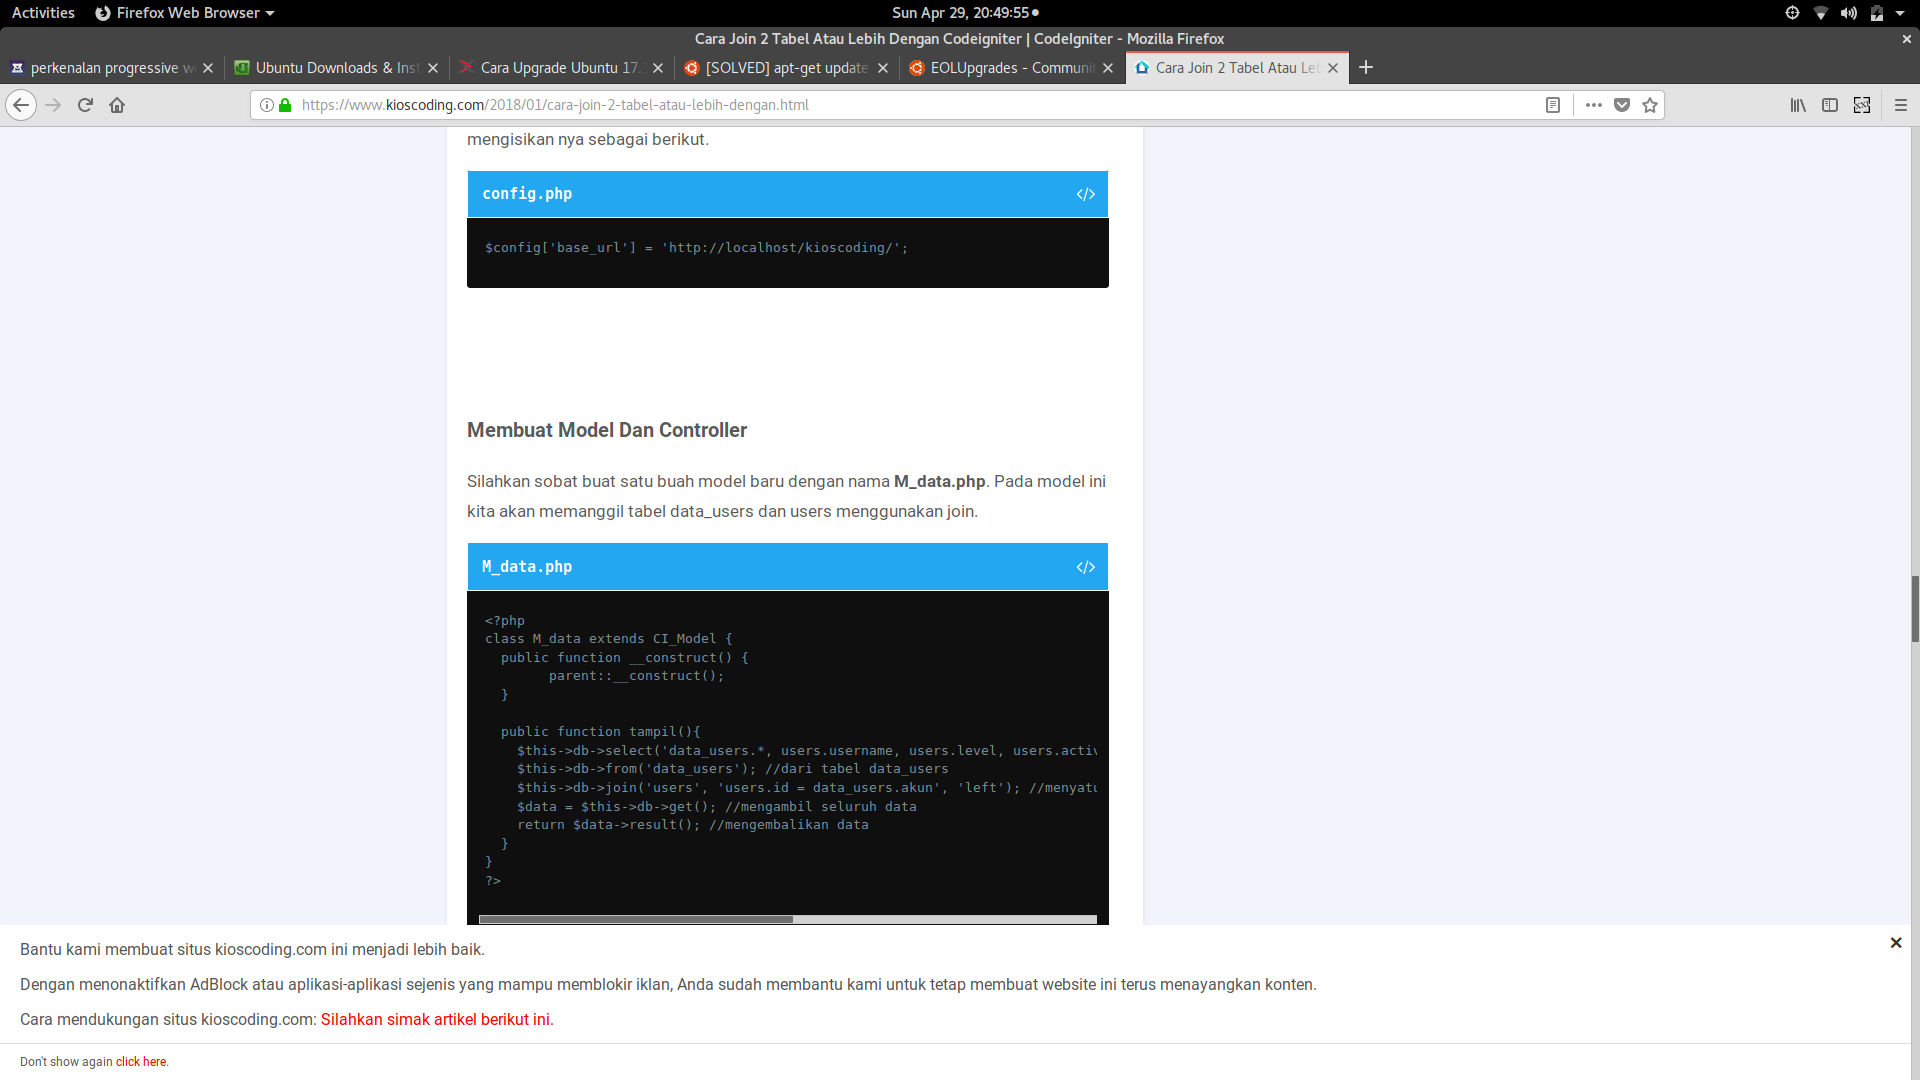 Activities
Firefox Web Browser
Sun Apr 29, 20:49:55
Cara Join 2 Tabel Atau Lebih Dengan Codeigniter | CodeIgniter - Mozilla Firefox
perkenalan progressive w
Ubuntu Downloads & Inst
Cara Upgrade Ubuntu 17.
[SOLVED] apt-get update
EOLUpgrades - Communi
Cara Join 2 Tabel Atau Le
https://www.kioscoding.com/2018/01/cara-join-2-tabel-atau-lebih-dengan.html
mengisikan nya sebagai berikut.
config.php
</>
$config['base_url'] = 'http://localhost/kioscoding/';
Membuat Model Dan Controller
Silahkan sobat buat satu buah model baru dengan nama M_data.php. Pada model ini
kita akan memanggil tabel data_users dan users menggunakan join.
M_data.php
</>
<?php
class M_data extends CI_Model {
public function __construct() {
parent::__construct();
}
public function tampil(){
$this->db->select('data_users.*, users.username, users.level, users.activ
$this->db->from('data_users'); //dari tabel data_users
$this->db->join('users', 'users.id = data_users.akun', 'left'); //menyatu
$data = $this->db->get(); //mengambil seluruh data
return $data->result(); //mengembalikan data
}
}
?>
Bantu kami membuat situs kioscoding.com ini menjadi lebih baik.
Dengan menonaktifkan AdBlock atau aplikasi-aplikasi sejenis yang mampu memblokir iklan, Anda sudah membantu kami untuk tetap membuat website ini terus menayangkan konten.
Cara mendukungan situs kioscoding.com: Silahkan simak artikel berikut ini.
Don't show again click here.